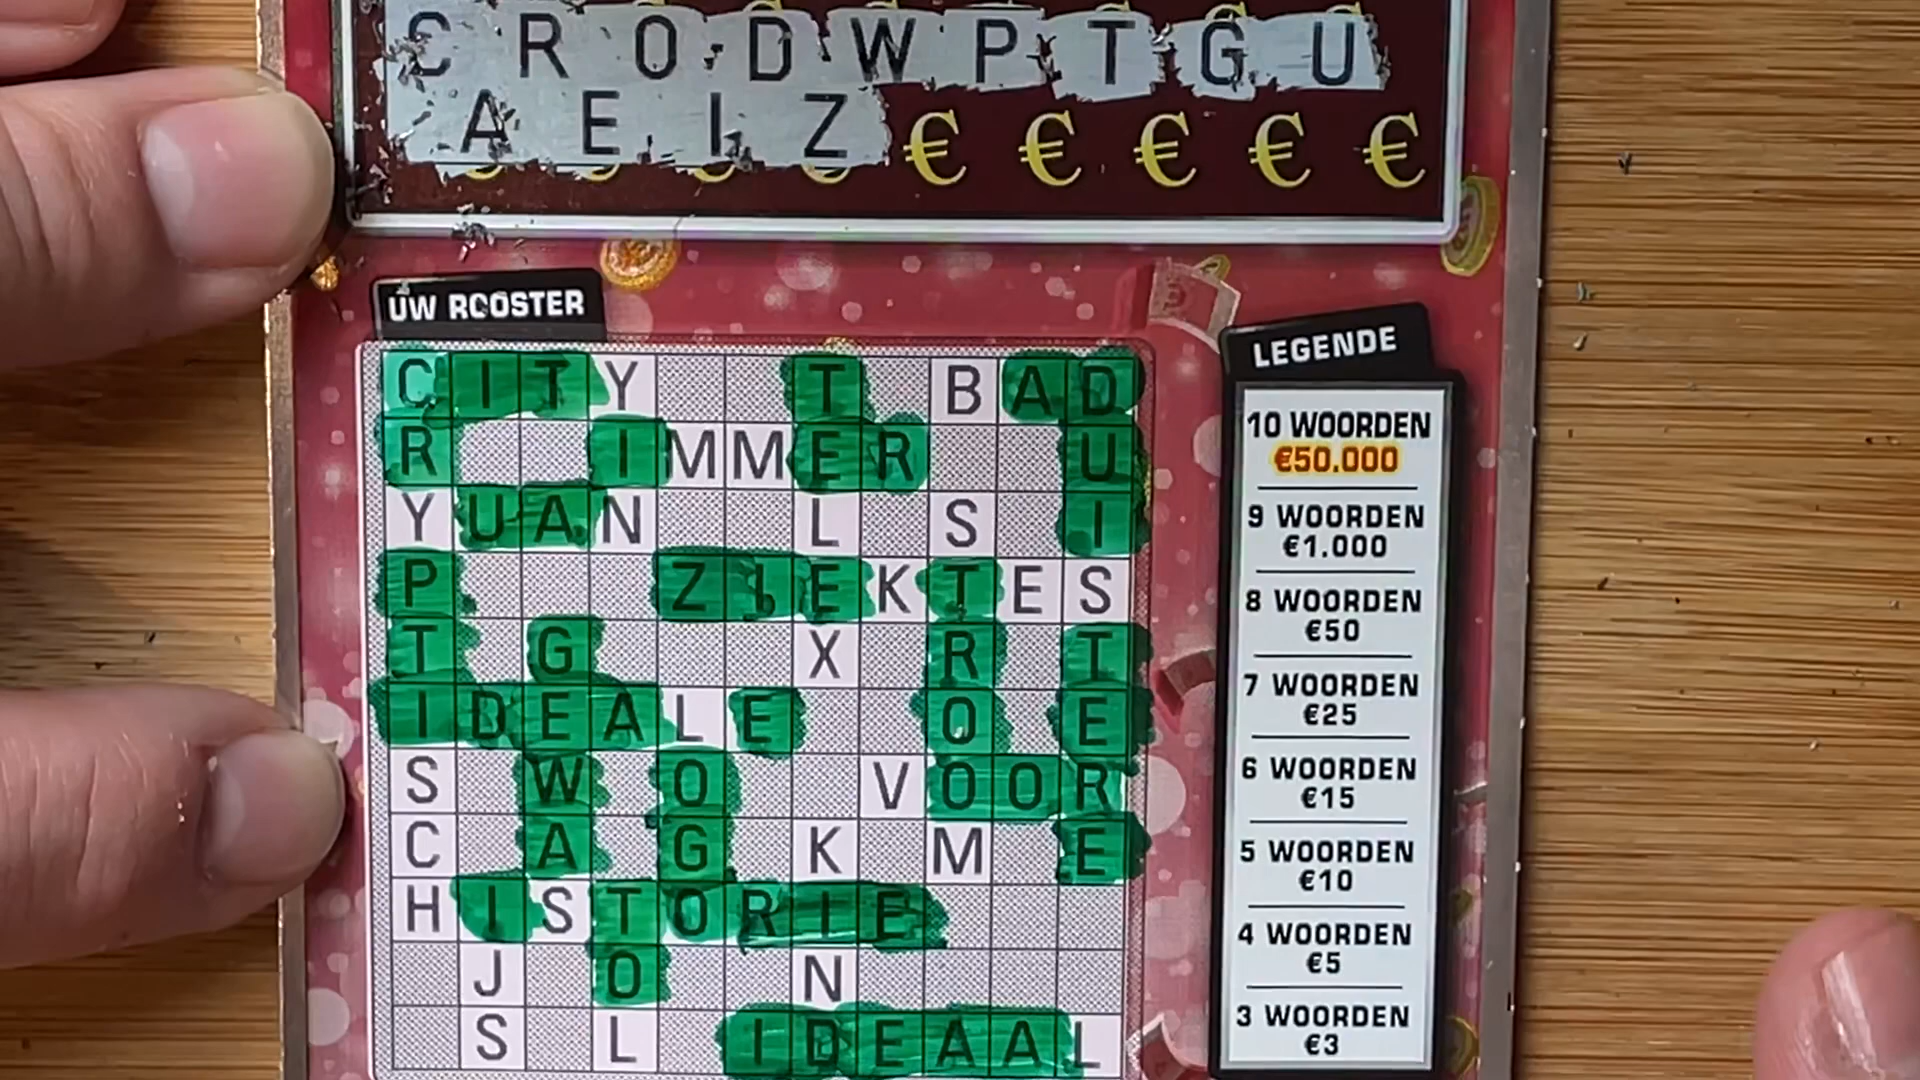 C R O D W P T G U
A E I Z € € € € €
UW ROOSTER
C I T Y T B A D
R I M M E R U
Y U A N L S I
P Z I E K T E S
T G X R T
I D E A L E O E
S W O V O O R
C A G K M E
H I S T O R I E
J O N
S L I D E A A L
LEGENDE
10 WOORDEN
€50.000
9 WOORDEN
€1.000
8 WOORDEN
€50
7 WOORDEN
€25
6 WOORDEN
€15
5 WOORDEN
€10
4 WOORDEN
€5
3 WOORDEN
€3